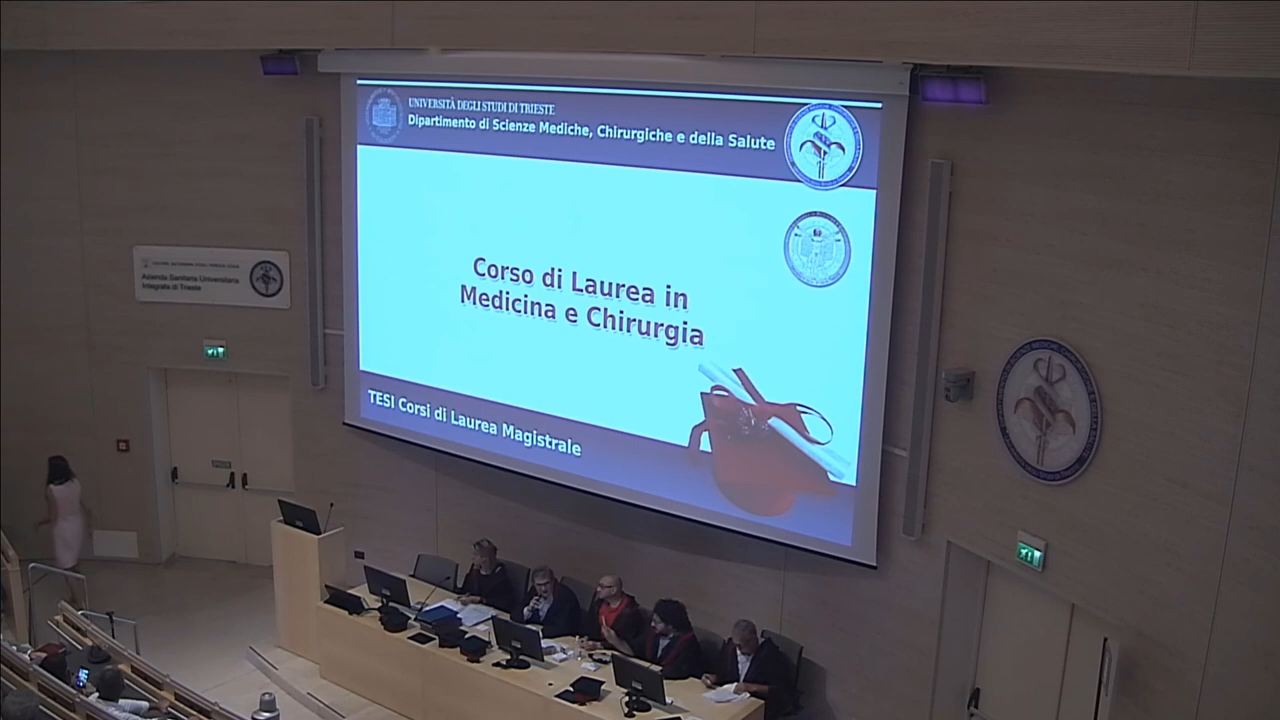 UNIVERSITÀ DEGLI STUDI DI TRIESTE
Dipartimento di Scienze Mediche, Chirurgiche e della Salute
Corso di Laurea in
Medicina e Chirurgia
TESI Corsi di Laurea Magistrale
Azienda Sanitaria Universitaria
Integrata di Trieste